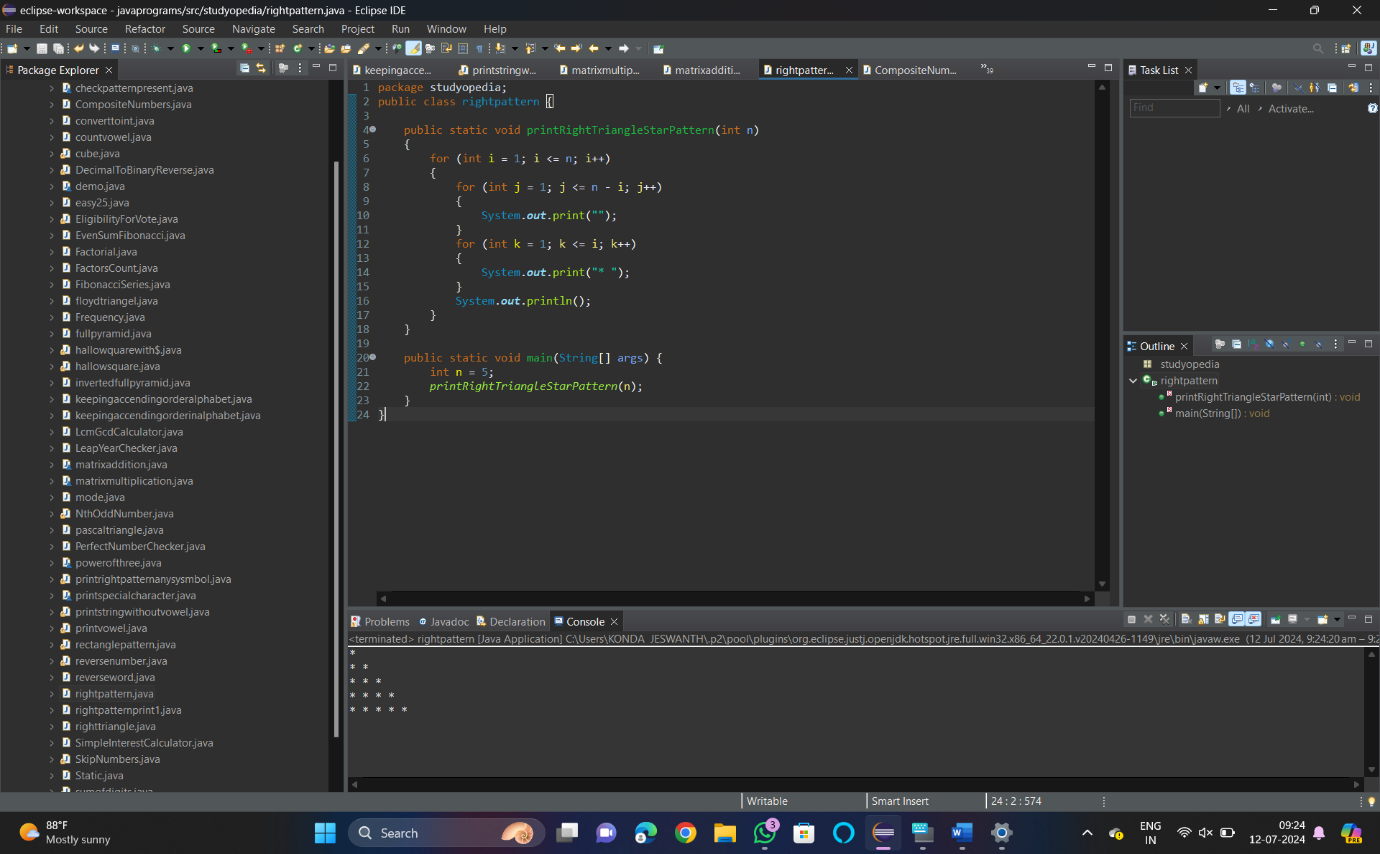 eclipse-workspace - javaprograms/src/studyopedia/rightpattern.java - Eclipse IDE
File Edit Source Refactor Source Navigate Search Project Run Window Help
Package Explorer
checkpatternpresent.java
CompositeNumbers.java
converttoint.java
countvowel.java
cube.java
DecimalToBinaryReverse.java
demo.java
easy25.java
EligibilityForVote.java
EvenSumFibonacci.java
Factorial.java
FactorsCount.java
FibonacciSeries.java
floydtriangel.java
Frequency.java
fullpyramid.java
hallowquarewith$.java
hallowsquare.java
invertedfullpyramid.java
keepingaccendingorderalphabet.java
keepingaccendingorderinalphabet.java
LcmGcdCalculator.java
LeapYearChecker.java
matrixaddition.java
matrixmultiplication.java
mode.java
NthOddNumber.java
pascaltriangle.java
PerfectNumberChecker.java
powerofthree.java
printrightpatternanysysmbol.java
printspecialcharacter.java
printstringwithoutvowel.java
printvowel.java
rectanglepattern.java
reversenumber.java
reverseword.java
rightpattern.java
rightpatternprint1.java
righttriangle.java
SimpleInterestCalculator.java
SkipNumbers.java
Static.java
sumofdigits.java
keepingacce... printstringw... matrixmultip... matrixadditi... rightpatter... CompositeNum...
1 package studyopedia;
2 public class rightpattern {
3
4 public static void printRightTriangleStarPattern(int n)
5 {
6 for (int i = 1; i <= n; i++)
7 {
8 for (int j = 1; j <= n - i; j++)
9 {
10 System.out.print("");
11 }
12 for (int k = 1; k <= i; k++)
13 {
14 System.out.print("* ");
15 }
16 System.out.println();
17 }
18 }
19
20 public static void main(String[] args) {
21 int n = 5;
22 printRightTriangleStarPattern(n);
23 }
24 }
Task List
Find All Activate...
Outline
studyopedia
rightpattern
printRightTriangleStarPattern(int) : void
main(String[]) : void
Problems Javadoc Declaration Console
<terminated> rightpattern [Java Application] C:\Users\KONDA JESWANTH\.p2\pool\plugins\org.eclipse.justj.openjdk.hotspot.jre.full.win32.x86_64_22.0.1.v20240426-1149\jre\bin\javaw.exe (12 Jul 2024, 9:24:20 am – 9:2
*
* *
* * *
* * * *
* * * * *
Writable Smart Insert 24 : 2 : 574
88°F
Mostly sunny
Search
3
ENG
IN
09:24
12-07-2024
PRE